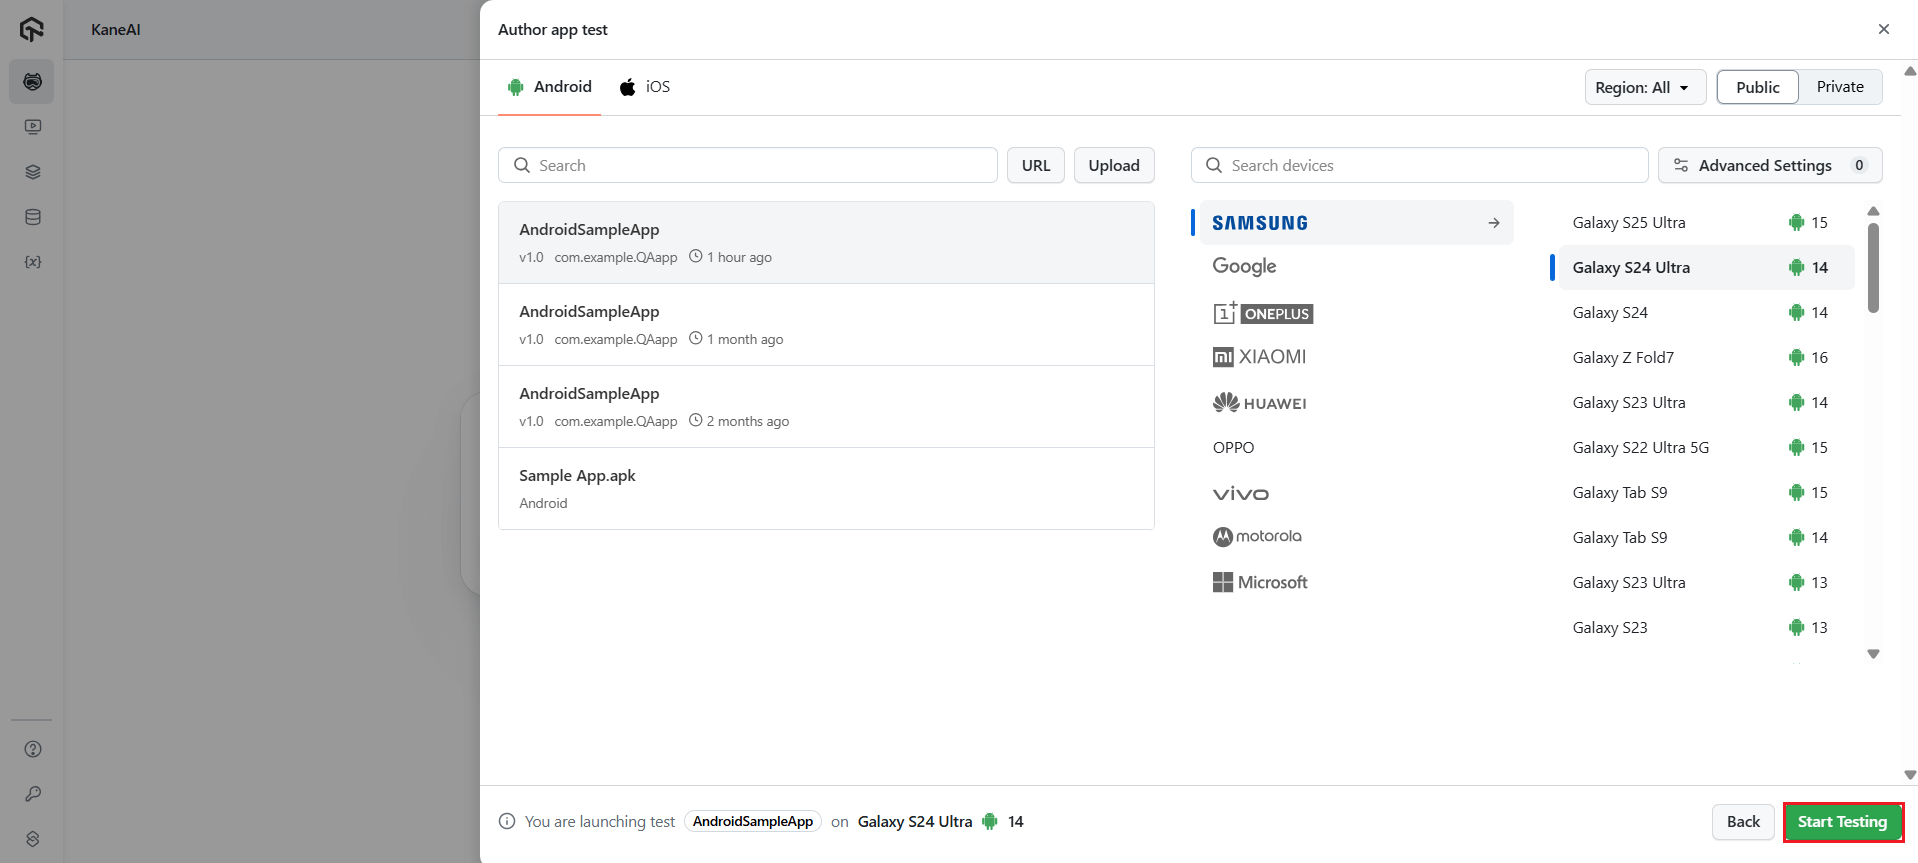 KaneAI
Author app test
Android
iOS
Region: All
Public
Private
Search
URL
Upload
Search devices
Advanced Settings 0
AndroidSampleApp
v1.0 com.example.QAapp 1 hour ago
AndroidSampleApp
v1.0 com.example.QAapp 1 month ago
AndroidSampleApp
v1.0 com.example.QAapp 2 months ago
Sample App.apk
Android
SAMSUNG
Google
1+ ONEPLUS
mi XIAOMI
HUAWEI
OPPO
vivo
motorola
Microsoft
Galaxy S25 Ultra 15
Galaxy S24 Ultra 14
Galaxy S24 14
Galaxy Z Fold7 16
Galaxy S23 Ultra 14
Galaxy S22 Ultra 5G 15
Galaxy Tab S9 15
Galaxy Tab S9 14
Galaxy S23 Ultra 13
Galaxy S23 13
You are launching test AndroidSampleApp on Galaxy S24 Ultra 14
Back
Start Testing